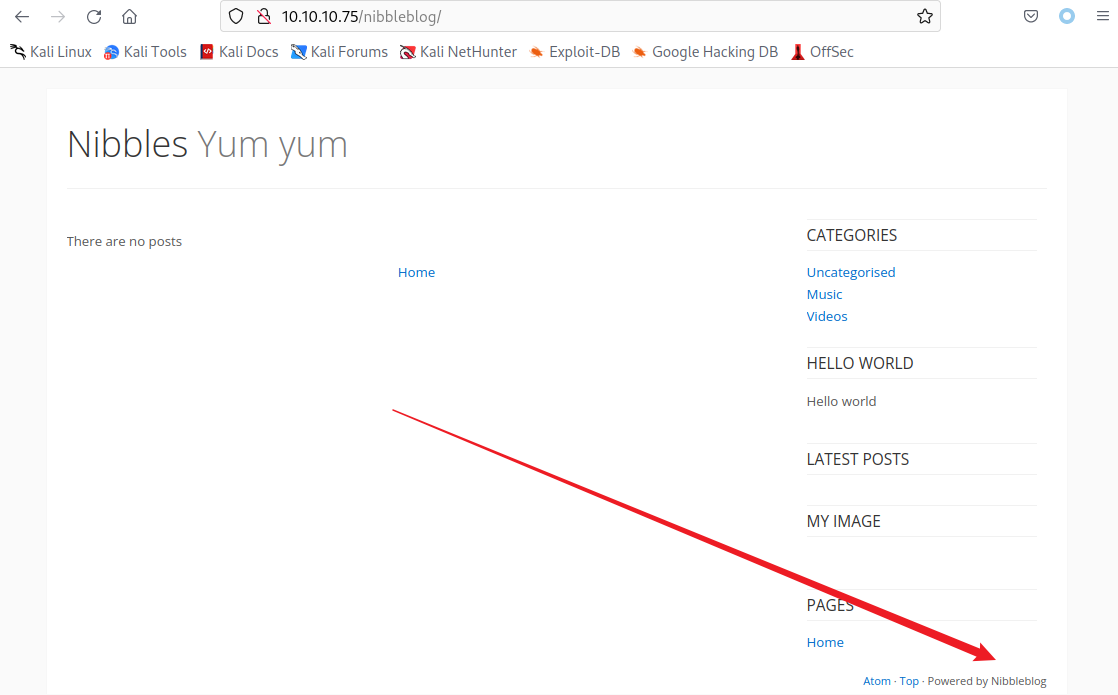 10.10.10.75/nibbleblog/
Kali Linux Kali Tools Kali Docs Kali Forums Kali NetHunter Exploit-DB Google Hacking DB OffSec
Nibbles Yum yum
There are no posts
Home
CATEGORIES
Uncategorised
Music
Videos
HELLO WORLD
Hello world
LATEST POSTS
MY IMAGE
PAGES
Home
Atom · Top · Powered by Nibbleblog